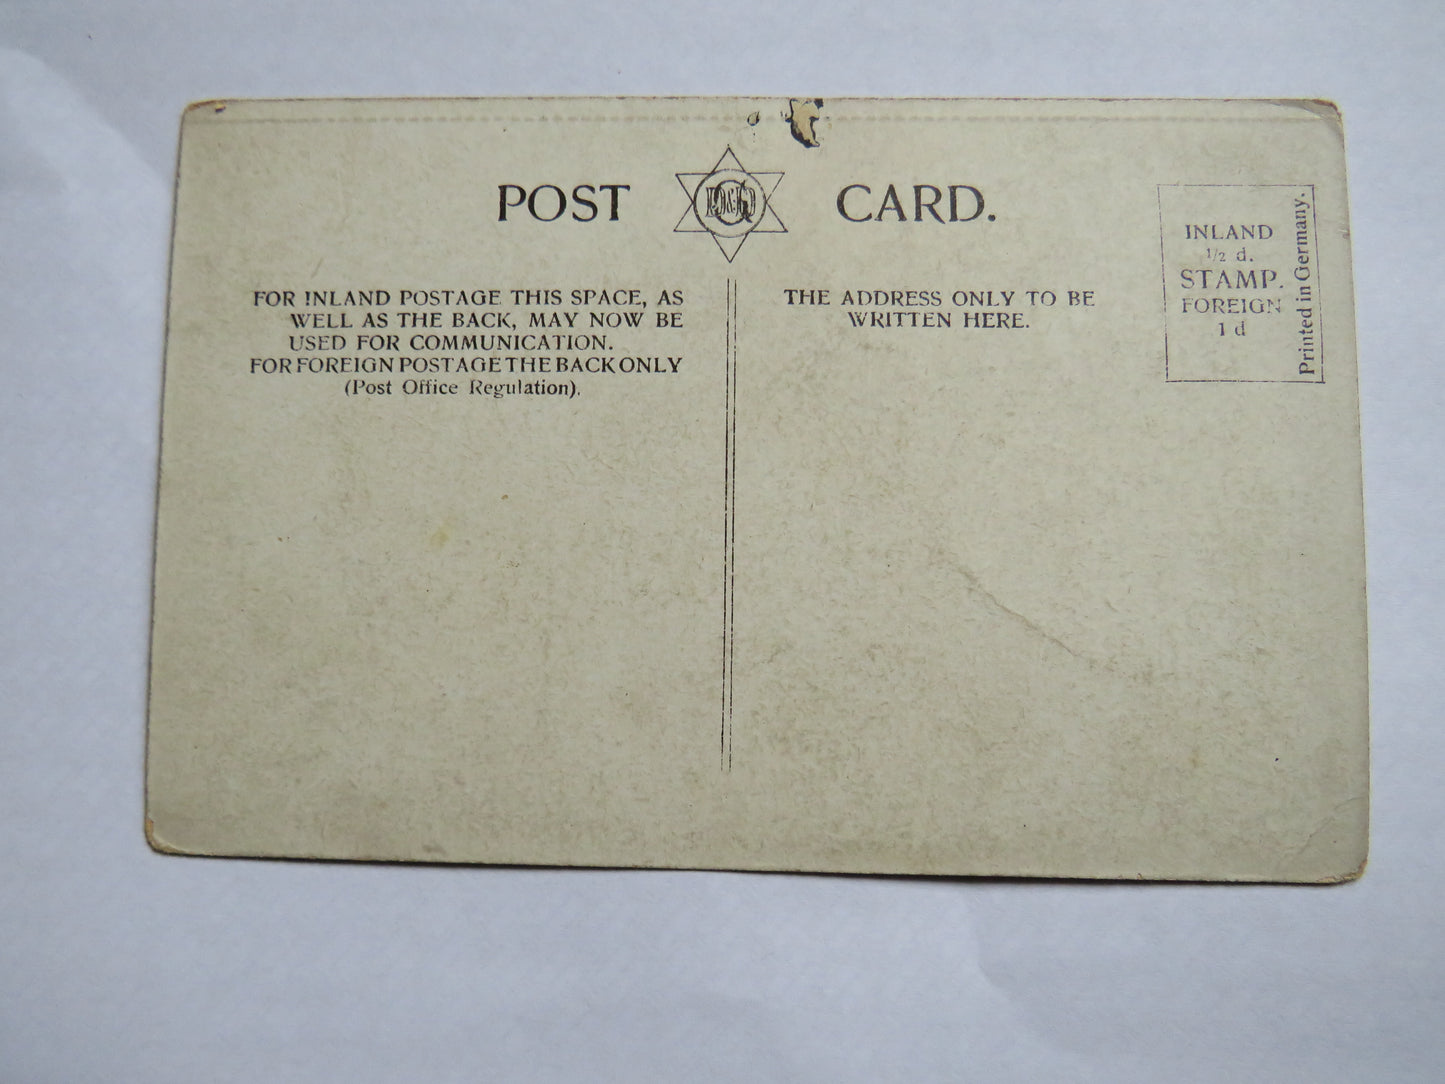 POST CARD.
FOR INLAND POSTAGE THIS SPACE, AS
WELL AS THE BACK, MAY NOW BE
USED FOR COMMUNICATION.
FOR FOREIGN POSTAGE THE BACK ONLY
(Post Office Regulation).
THE ADDRESS ONLY TO BE
WRITTEN HERE.
INLAND
1/2 d.
STAMP.
FOREIGN
1 d
Printed in Germany.